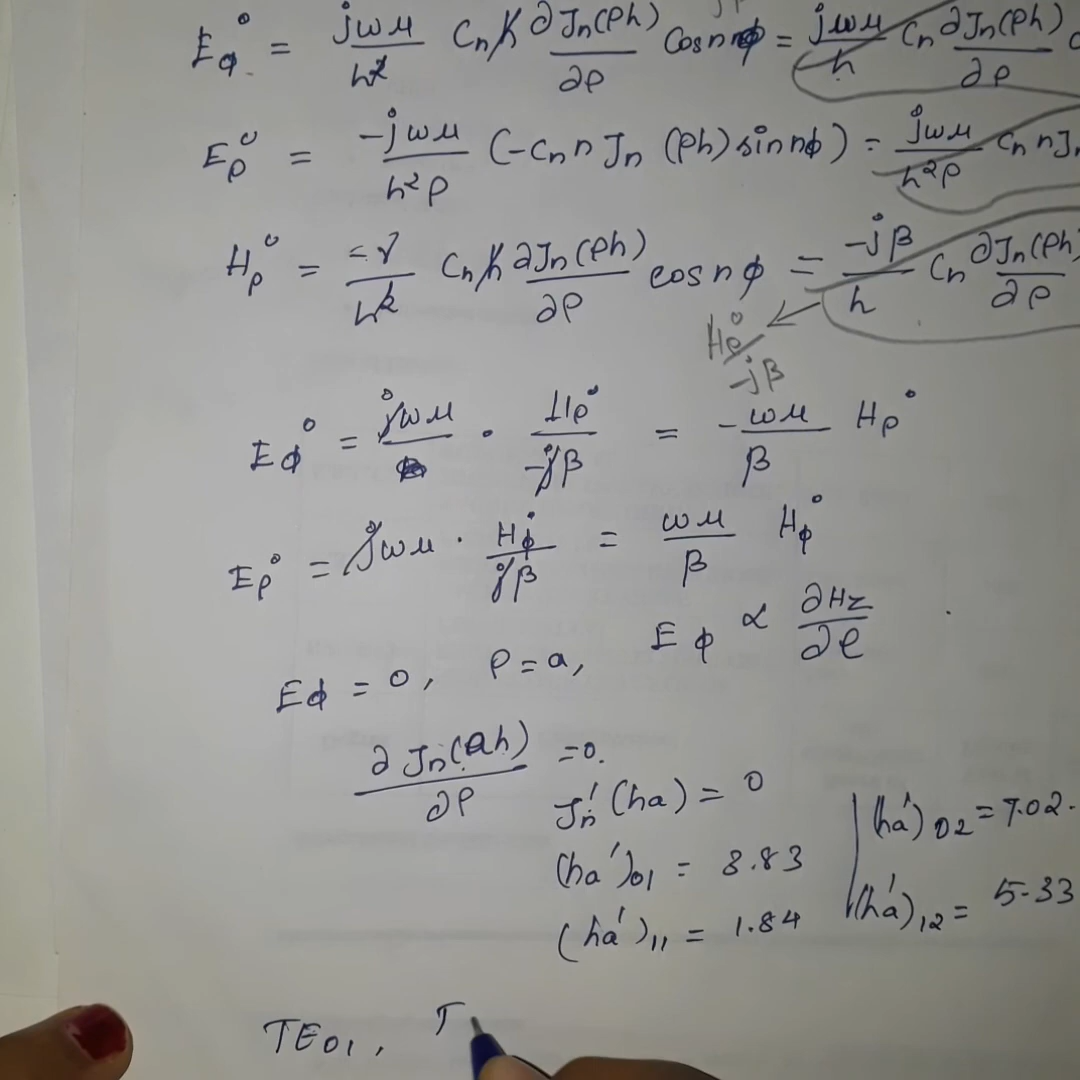 E_φ° = jωμ/h² C_n h ∂J_n(ρh)/∂ρ cos nφ = jωμ/h C_n ∂J_n(ρh)/∂ρ
E_ρ° = -jωμ/h²ρ (-C_n n J_n (ρh) sin nφ) = jωμ/h²ρ C_n n J_n
H_ρ° = -γ/h² C_n h ∂J_n(ρh)/∂ρ cos nφ = -jβ/h C_n ∂J_n(ρh)/∂ρ
H_ρ°/-jβ
E_φ° = jωμ · H_ρ°/-jβ = -ωμ/β H_ρ°
E_ρ° = jωμ · H_φ°/jβ = ωμ/β H_φ°
E_φ = 0, ρ = a, E_φ ∝ ∂Hz/∂ρ
∂J_n(ah)/∂ρ = 0.
J_n'(ha) = 0
(ha')_01 = 3.83 (ha')_02 = 7.02.
(ha')_11 = 1.84 (ha')_12 = 5.33
TE_01, T